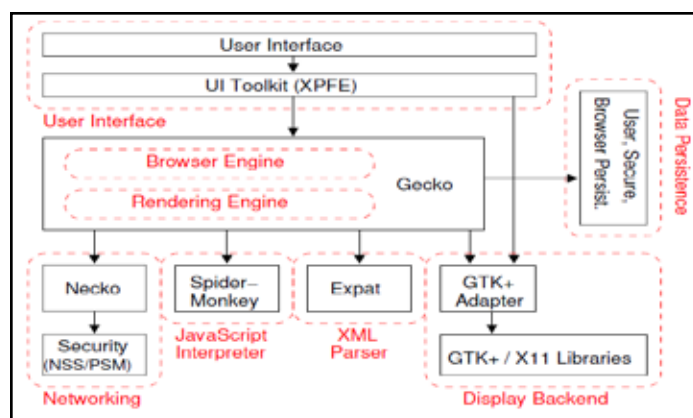 User Interface
UI Toolkit (XPFE)
User Interface
Browser Engine
Gecko
Rendering Engine
User, Secure,
Browser Persist.
Data Persistence
Necko
Spider–
Monkey
Expat
GTK+
Adapter
JavaScript
Interpreter
XML
Parser
Security
(NSS/PSM)
GTK+ / X11 Libraries
Networking
Display Backend